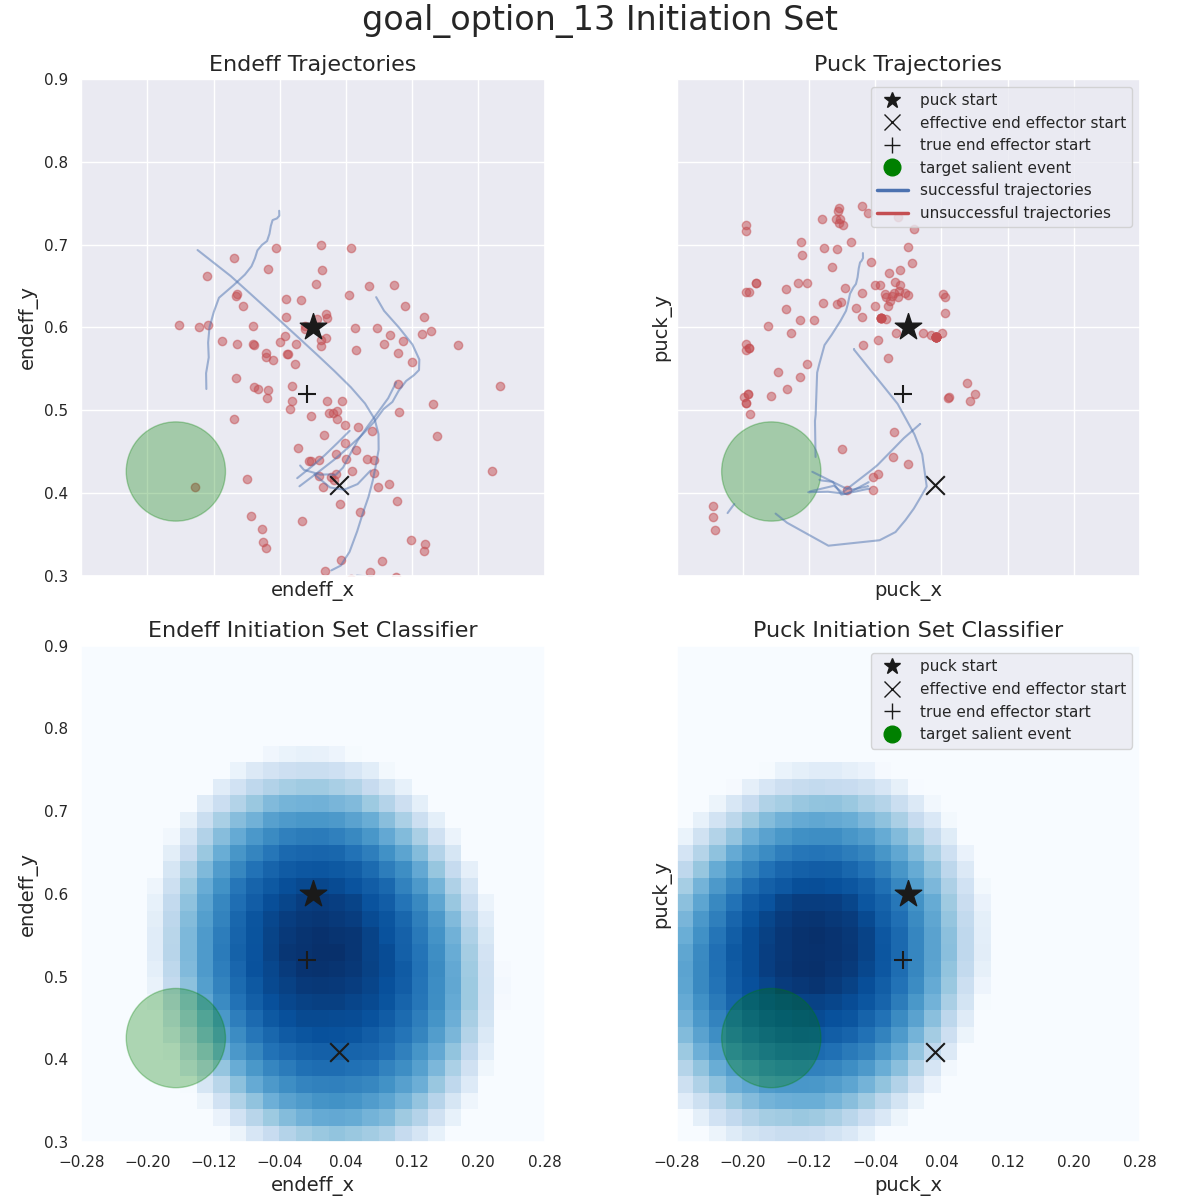 goal_option_13 Initiation Set
Endeff Trajectories
0.9
0.8
0.7
0.6
0.5
0.4
0.3
endeff_y
endeff_x
Puck Trajectories
puck start
effective end effector start
true end effector start
target salient event
successful trajectories
unsuccessful trajectories
puck_y
puck_x
Endeff Initiation Set Classifier
0.9
0.8
0.7
0.6
0.5
0.4
0.3
endeff_y
−0.28 −0.20 −0.12 −0.04 0.04 0.12 0.20 0.28
endeff_x
Puck Initiation Set Classifier
puck start
effective end effector start
true end effector start
target salient event
puck_y
−0.28 −0.20 −0.12 −0.04 0.04 0.12 0.20 0.28
puck_x